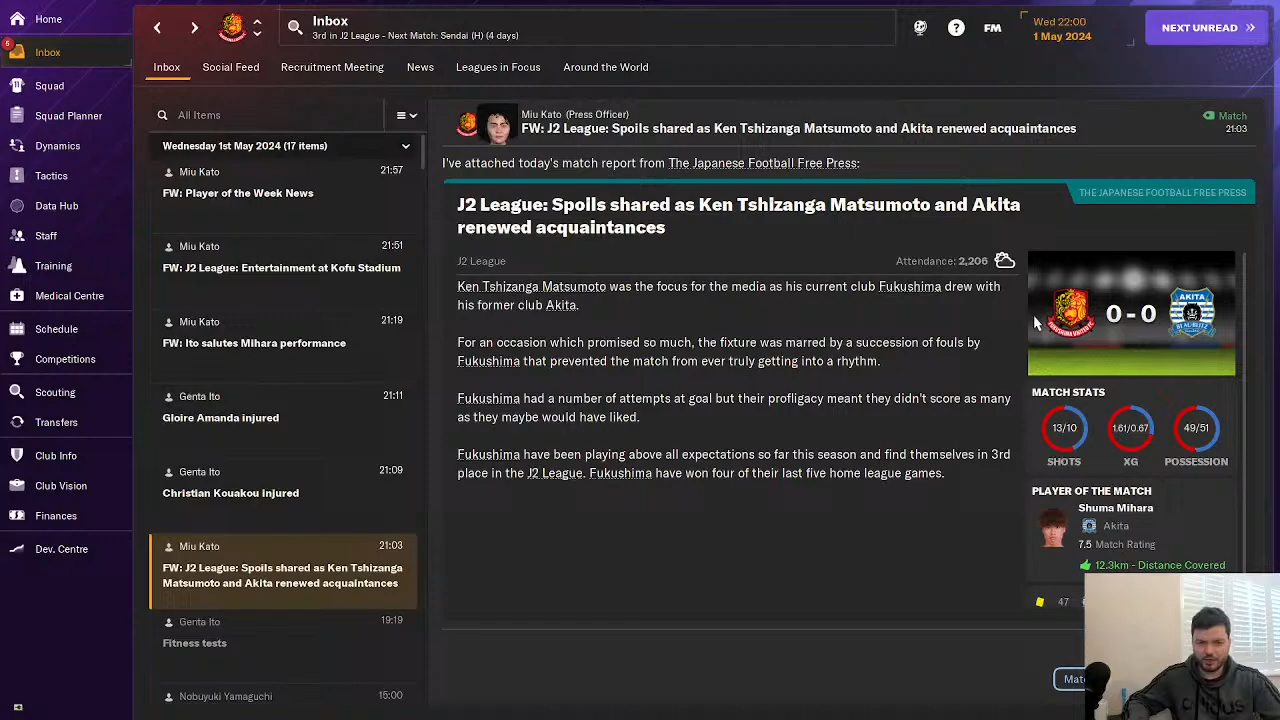 Home
Inbox
3rd in J2 League - Next Match: Sendai (H) (4 days)
FM
Wed 22:00
1 May 2024
NEXT UNREAD
5
Inbox
Squad
Squad Planner
Dynamics
Tactics
Data Hub
Staff
Training
Medical Centre
Schedule
Competitions
Scouting
Transfers
Club Info
Club Vision
Finances
Dev. Centre
Inbox
Social Feed
Recruitment Meeting
News
Leagues in Focus
Around the World
All Items
Wednesday 1st May 2024 (17 items)
Miu Kato
21:57
FW: Player of the Week News
Miu Kato
21:51
FW: J2 League: Entertainment at Kofu Stadium
Miu Kato
21:19
FW: Ito salutes Mihara performance
Genta Ito
21:11
Gloire Amanda injured
Genta Ito
21:09
Christian Kouakou injured
Miu Kato
21:03
FW: J2 League: Spoils shared as Ken Tshizanga
Matsumoto and Akita renewed acquaintances
Genta Ito
19:19
Fitness tests
Nobuyuki Yamaguchi
15:00
Miu Kato (Press Officer)
FW: J2 League: Spoils shared as Ken Tshizanga Matsumoto and Akita renewed acquaintances
Match
21:03
I've attached today's match report from The Japanese Football Free Press:
THE JAPANESE FOOTBALL FREE PRESS
J2 League: Spoils shared as Ken Tshizanga Matsumoto and Akita
renewed acquaintances
J2 League
Attendance: 2,206
Ken Tshizanga Matsumoto was the focus for the media as his current club Fukushima drew with
his former club Akita.
For an occasion which promised so much, the fixture was marred by a succession of fouls by
Fukushima that prevented the match from ever truly getting into a rhythm.
Fukushima had a number of attempts at goal but their profligacy meant they didn't score as many
as they maybe would have liked.
Fukushima have been playing above all expectations so far this season and find themselves in 3rd
place in the J2 League. Fukushima have won four of their last five home league games.
0 - 0
AKITA
MATCH STATS
13/10
1.61/0.67
49/51
SHOTS
XG
POSSESSION
PLAYER OF THE MATCH
Shuma Mihara
Akita
7.5 Match Rating
12.3km - Distance Covered
47